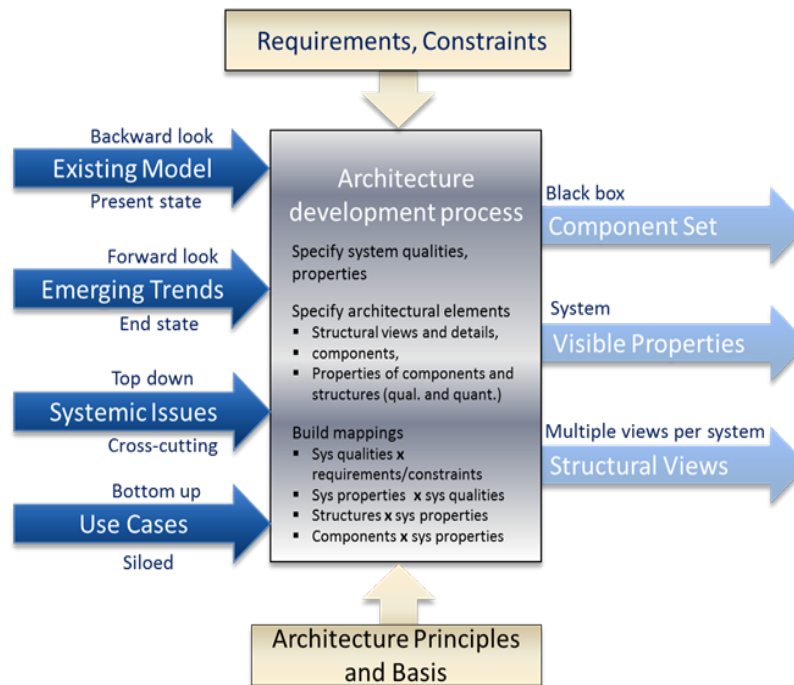 Requirements, Constraints
Backward look
Existing Model
Present state
Forward look
Emerging Trends
End state
Top down
Systemic Issues
Cross-cutting
Bottom up
Use Cases
Siloed
Architecture
development process
Specify system qualities,
properties
Specify architectural elements
▪ Structural views and details,
▪ components,
▪ Properties of components and
structures (qual. and quant.)
Build mappings
▪ Sys qualities x
requirements/constraints
▪ Sys properties x sys qualities
▪ Structures x sys properties
▪ Components x sys properties
Black box
Component Set
System
Visible Properties
Multiple views per system
Structural Views
Architecture Principles
and Basis